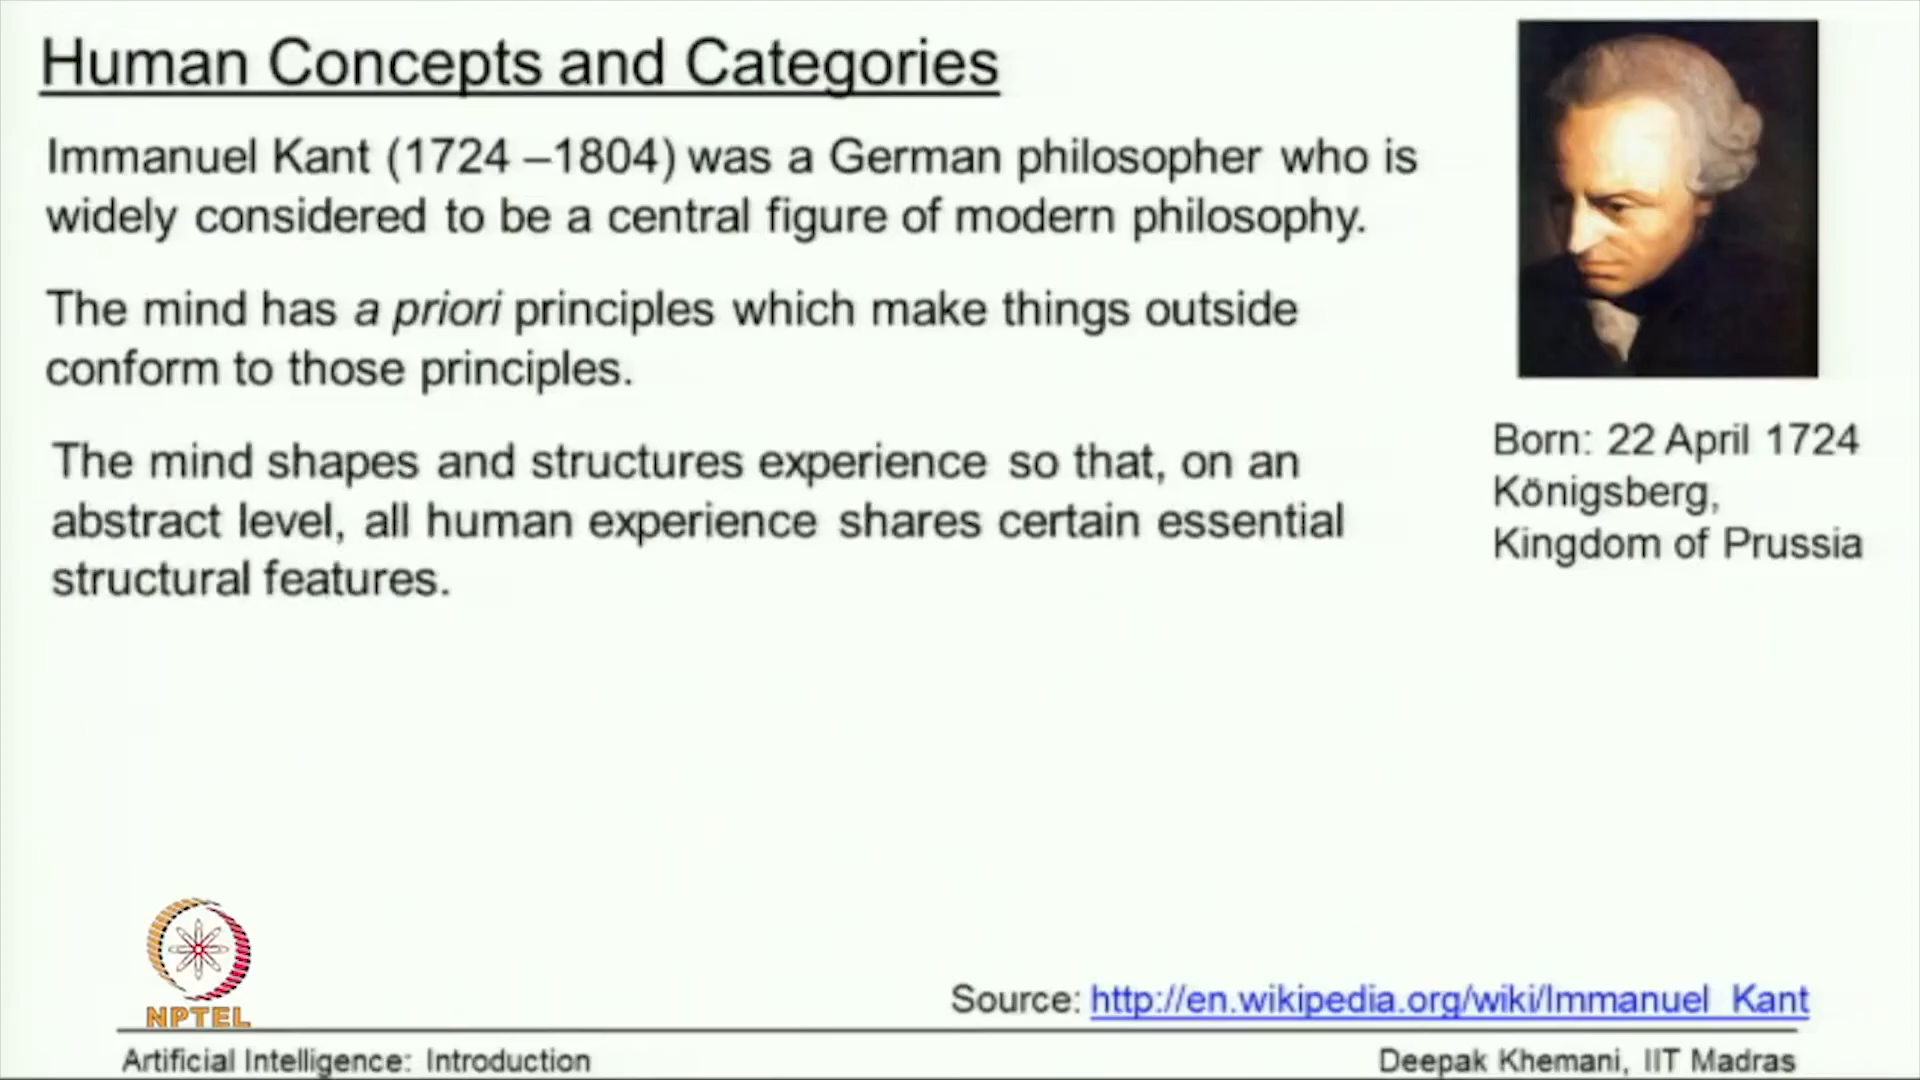 Human Concepts and Categories
Immanuel Kant (1724 –1804) was a German philosopher who is
widely considered to be a central figure of modern philosophy.
The mind has a priori principles which make things outside
conform to those principles.
The mind shapes and structures experience so that, on an
abstract level, all human experience shares certain essential
structural features.
Born: 22 April 1724
Königsberg,
Kingdom of Prussia
NPTEL
Source: http://en.wikipedia.org/wiki/Immanuel_Kant
Artificial Intelligence: Introduction
Deepak Khemani, IIT Madras